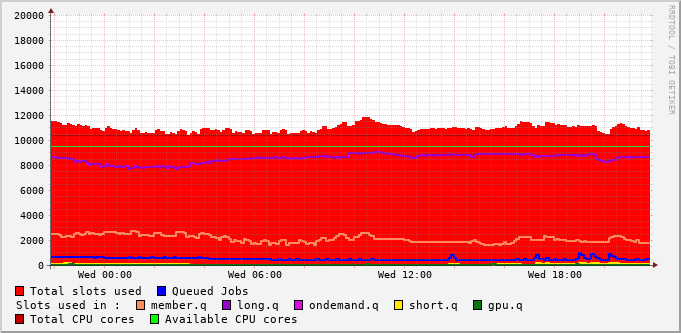 20000
18000
16000
14000
12000
10000
8000
6000
4000
2000
0
Wed 00:00 Wed 06:00 Wed 12:00 Wed 18:00
RRDTOOL / TOBI OETIKER
Total slots used Queued Jobs
Slots used in : member.q long.q ondemand.q short.q gpu.q
Total CPU cores Available CPU cores